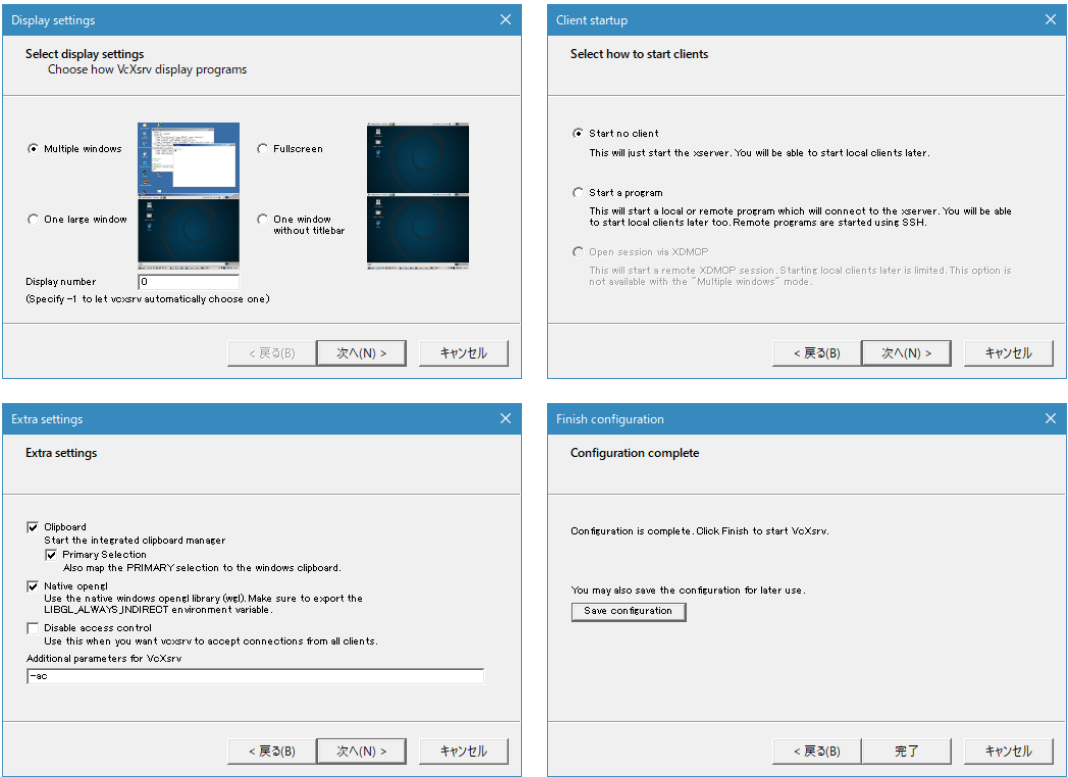 Display settings
Select display settings
Choose how VcXsrv display programs
Multiple windows
Fullscreen
One large window
One window
without titlebar
Display number
0
(Specify -1 to let vcxsrv automatically choose one)
< 戻る(B)
次へ(N) >
キャンセル
Client startup
Select how to start clients
Start no client
This will just start the xserver. You will be able to start local clients later.
Start a program
This will start a local or remote program which will connect to the xserver. You will be able
to start local clients later too. Remote programs are started using SSH.
Open session via XDMCP
This will start a remote XDMCP session. Starting local clients later is limited. This option is
not available with the "Multiple windows" mode.
< 戻る(B)
次へ(N) >
キャンセル
Extra settings
Extra settings
Clipboard
Start the integrated clipboard manager
Primary Selection
Also map the PRIMARY selection to the windows clipboard.
Native opengl
Use the native windows opengl library (wgl). Make sure to export the
LIBGL_ALWAYS_INDIRECT environment variable.
Disable access control
Use this when you want vcxsrv to accept connections from all clients.
Additional parameters for VcXsrv
-ac
< 戻る(B)
次へ(N) >
キャンセル
Finish configuration
Configuration complete
Configuration is complete. Click Finish to start VcXsrv.
You may also save the configuration for later use.
Save configuration
< 戻る(B)
完了
キャンセル